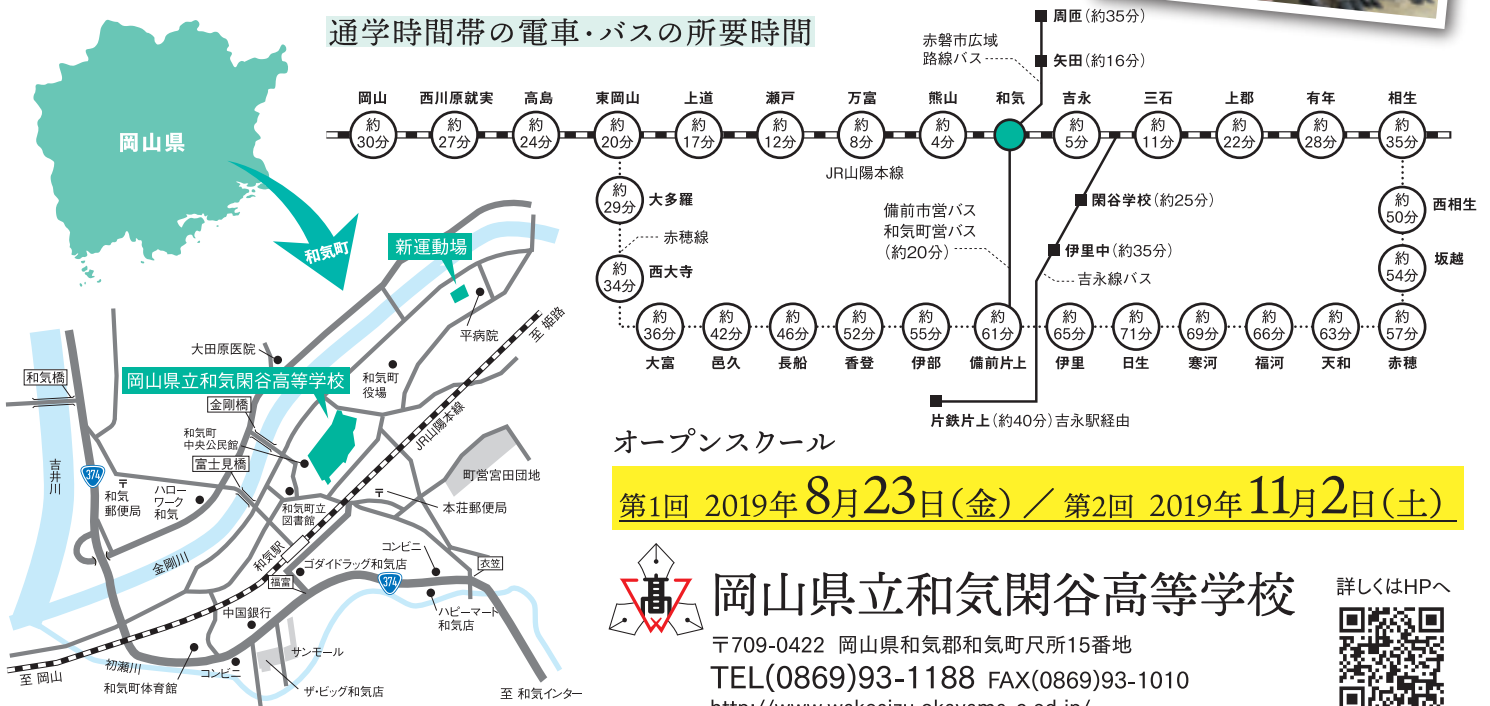 通学時間帯の電車･バスの所要時間
周匝(約35分)
赤磐市広域
路線バス
矢田(約16分)
岡山
約
30分
西川原就実
約
27分
高島
約
24分
東岡山
約
20分
上道
約
17分
瀬戸
約
12分
万富
約
8分
熊山
約
4分
和気
吉永
約
5分
三石
約
11分
上郡
約
22分
有年
約
28分
相生
約
35分
JR山陽本線
約
29分
大多羅
赤穂線
約
34分
西大寺
備前市営バス
和気町営バス
(約20分)
閑谷学校(約25分)
伊里中(約35分)
吉永線バス
約
50分
西相生
約
54分
坂越
約
36分
大富
約
42分
邑久
約
46分
長船
約
52分
香登
約
55分
伊部
約
61分
備前片上
約
65分
伊里
約
71分
日生
約
69分
寒河
約
66分
福河
約
63分
天和
約
57分
赤穂
片鉄片上(約40分)吉永駅経由
岡山県
和気町
新運動場
平病院
至 姫路
大田原医院
和気橋
岡山県立和気閑谷高等学校
和気町
役場
金剛橋
和気町
中央公民館
JR山陽本線
富士見橋
吉井川
374
〒
和気
郵便局
ハロー
ワーク
和気
和気町立
図書館
町営宮田団地
〒
本荘郵便局
金剛川
和気駅
ゴダイドラッグ和気店
コンビニ
衣笠
福富
374
中国銀行
ハピーマート
和気店
サンモール
初瀬川
至 岡山
和気町体育館
コンビニ
ザ･ビッグ和気店
至 和気インター
オープンスクール
第1回 2019年8月23日(金)／第2回 2019年11月2日(土)
高
岡山県立和気閑谷高等学校
詳しくはHPへ
〒709-0422 岡山県和気郡和気町尺所15番地
TEL(0869)93-1188 FAX(0869)93-1010